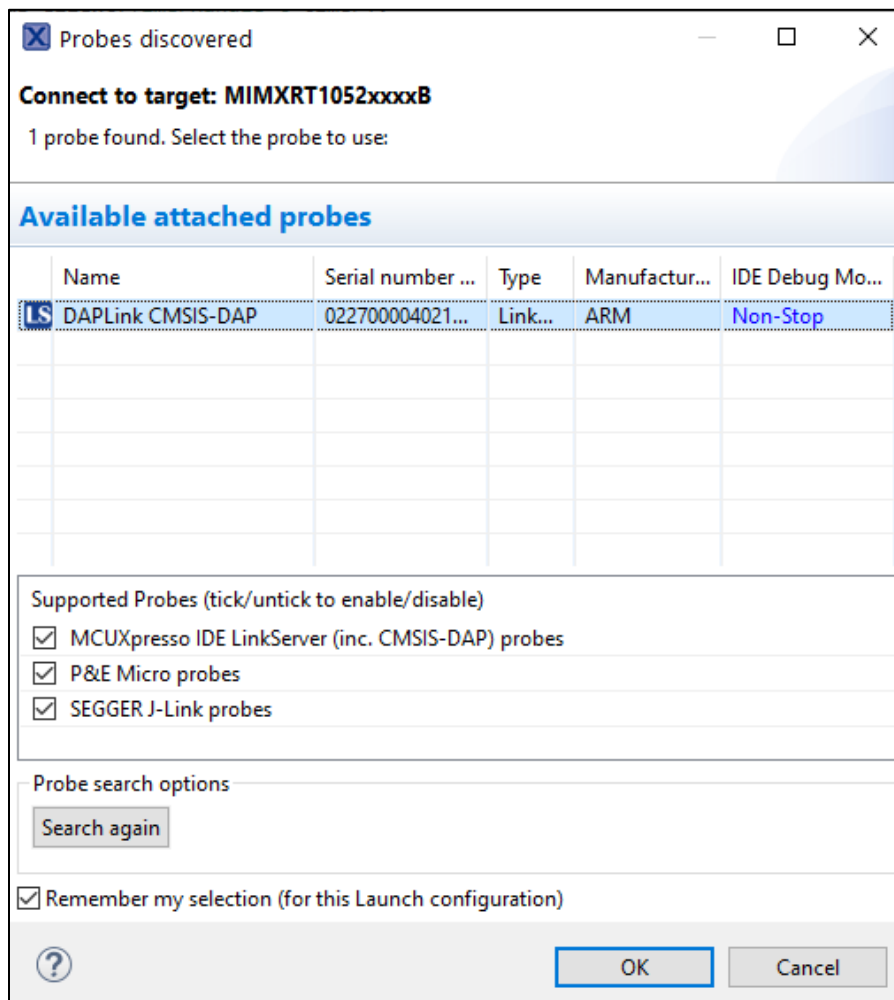 Probes discovered
Connect to target: MIMXRT1052xxxxB
1 probe found. Select the probe to use:
Available attached probes
Name Serial number ... Type Manufactur... IDE Debug Mo...
LS DAPLink CMSIS-DAP 022700004021... Link... ARM Non-Stop
Supported Probes (tick/untick to enable/disable)
MCUXpresso IDE LinkServer (inc. CMSIS-DAP) probes
P&E Micro probes
SEGGER J-Link probes
Probe search options
Search again
Remember my selection (for this Launch configuration)
OK Cancel